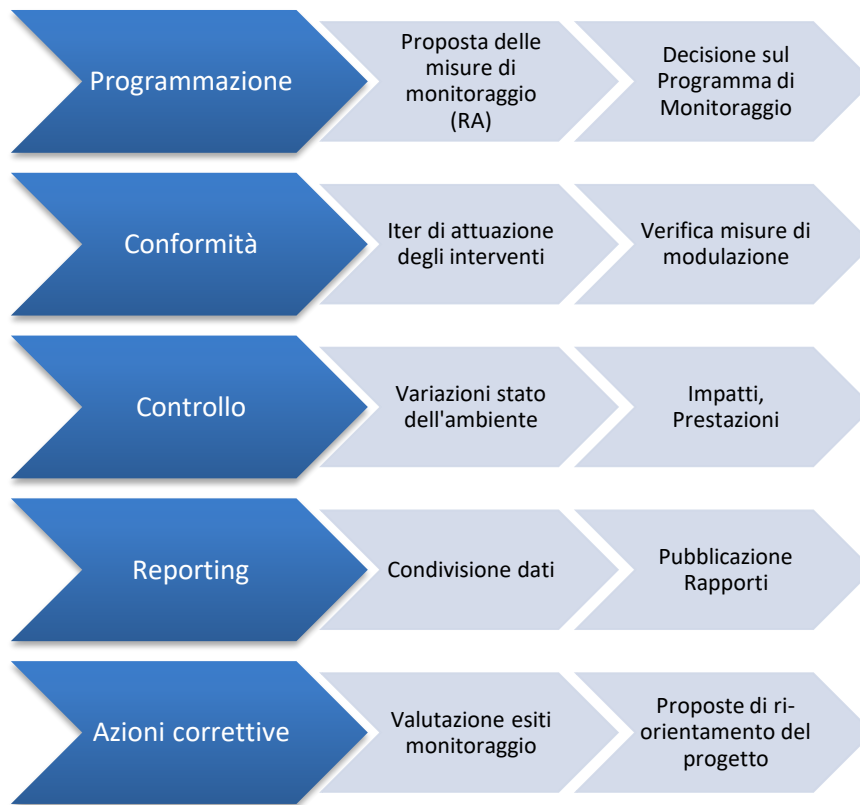 Programmazione
Proposta delle
misure di
monitoraggio
(RA)
Decisione sul
Programma di
Monitoraggio
Conformità
Iter di attuazione
degli interventi
Verifica misure di
modulazione
Controllo
Variazioni stato
dell'ambiente
Impatti,
Prestazioni
Reporting
Condivisione dati
Pubblicazione
Rapporti
Azioni correttive
Valutazione esiti
monitoraggio
Proposte di ri-
orientamento del
progetto